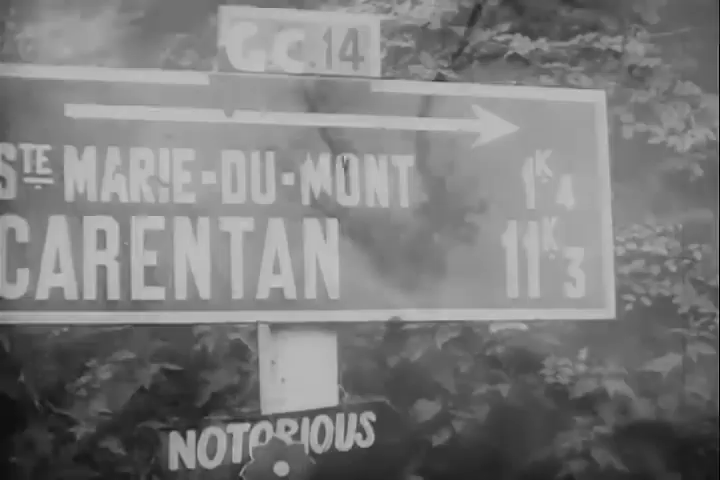 G.C.14
STE MARIE-DU-MONT 1K4
CARENTAN 11K3
NOTORIOUS